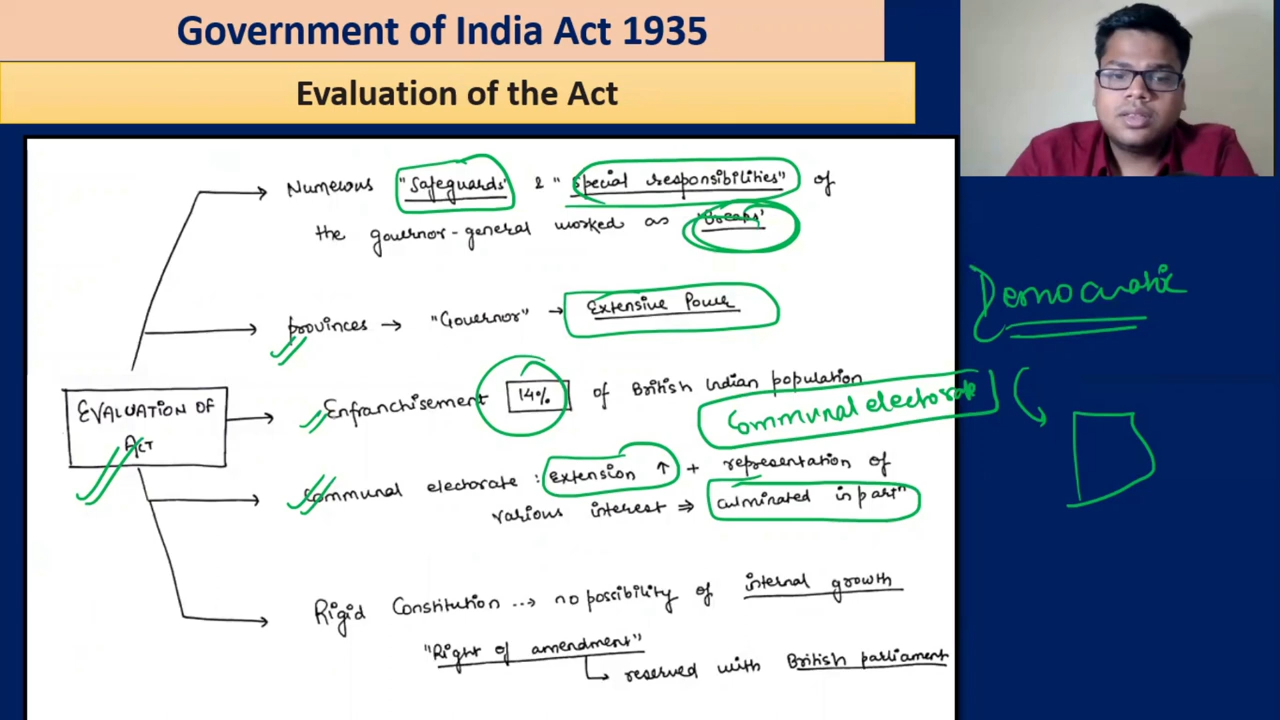 Government of India Act 1935
Evaluation of the Act
Numerous "Safeguards" & "special responsibilities" of
the governor-general worked as
Democratic
provinces → "Governor" → Extensive Power
EVALUATION OF
ACT
Enfranchisement 14% of British Indian population
Communal electorate
Communal electorate : Extension ↑ + representation of
various interest ⇒ culminated in partⁿ
Rigid Constitution ...→ no possibility of internal growth
"Right of amendment"
reserved with British parliament